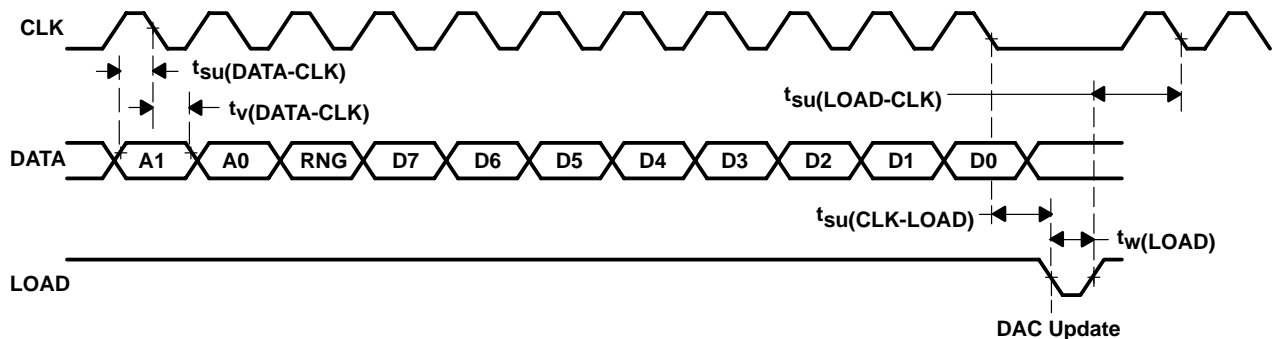 CLK
tsu(DATA-CLK)
tsu(LOAD-CLK)
tv(DATA-CLK)
DATA A1 A0 RNG D7 D6 D5 D4 D3 D2 D1 D0
tsu(CLK-LOAD)
tw(LOAD)
LOAD
DAC Update